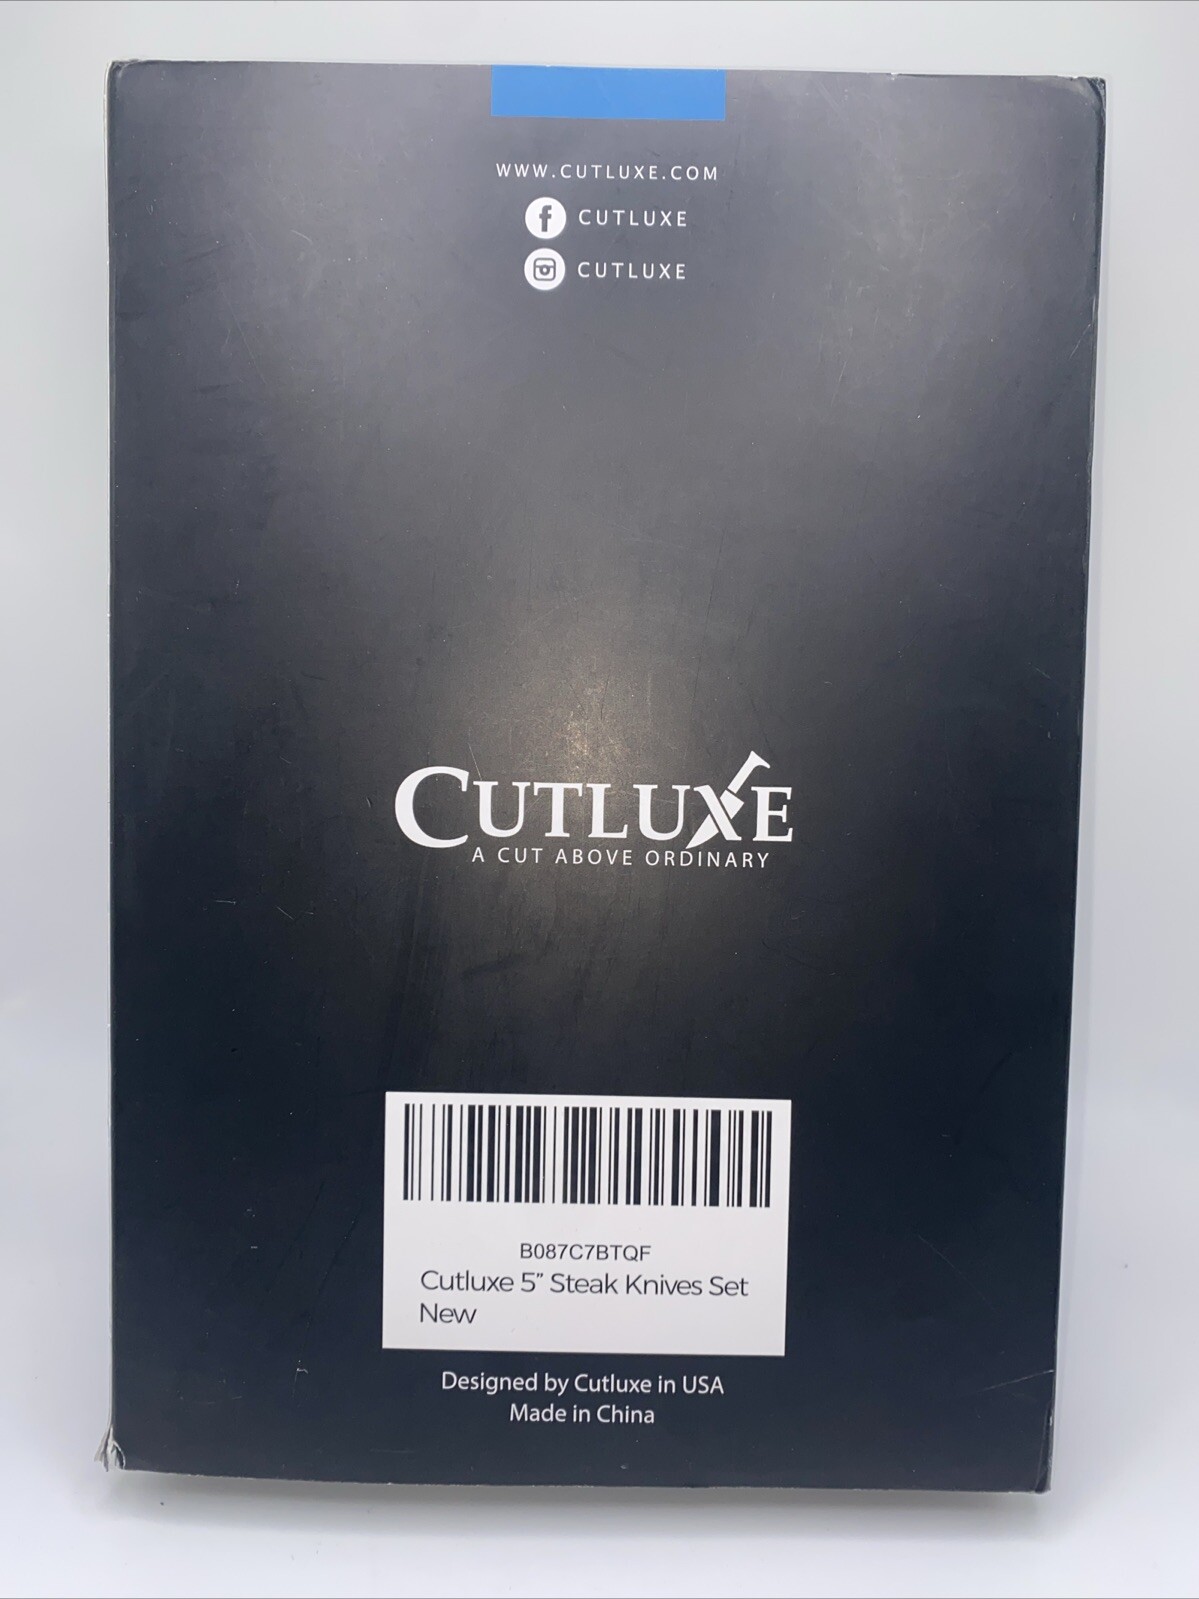 WWW.CUTLUXE.COM
CUTLUXE
CUTLUXE
CUTLUXE
A CUT ABOVE ORDINARY
B087C7BTQF
Cutluxe 5” Steak Knives Set
New
Designed by Cutluxe in USA
Made in China